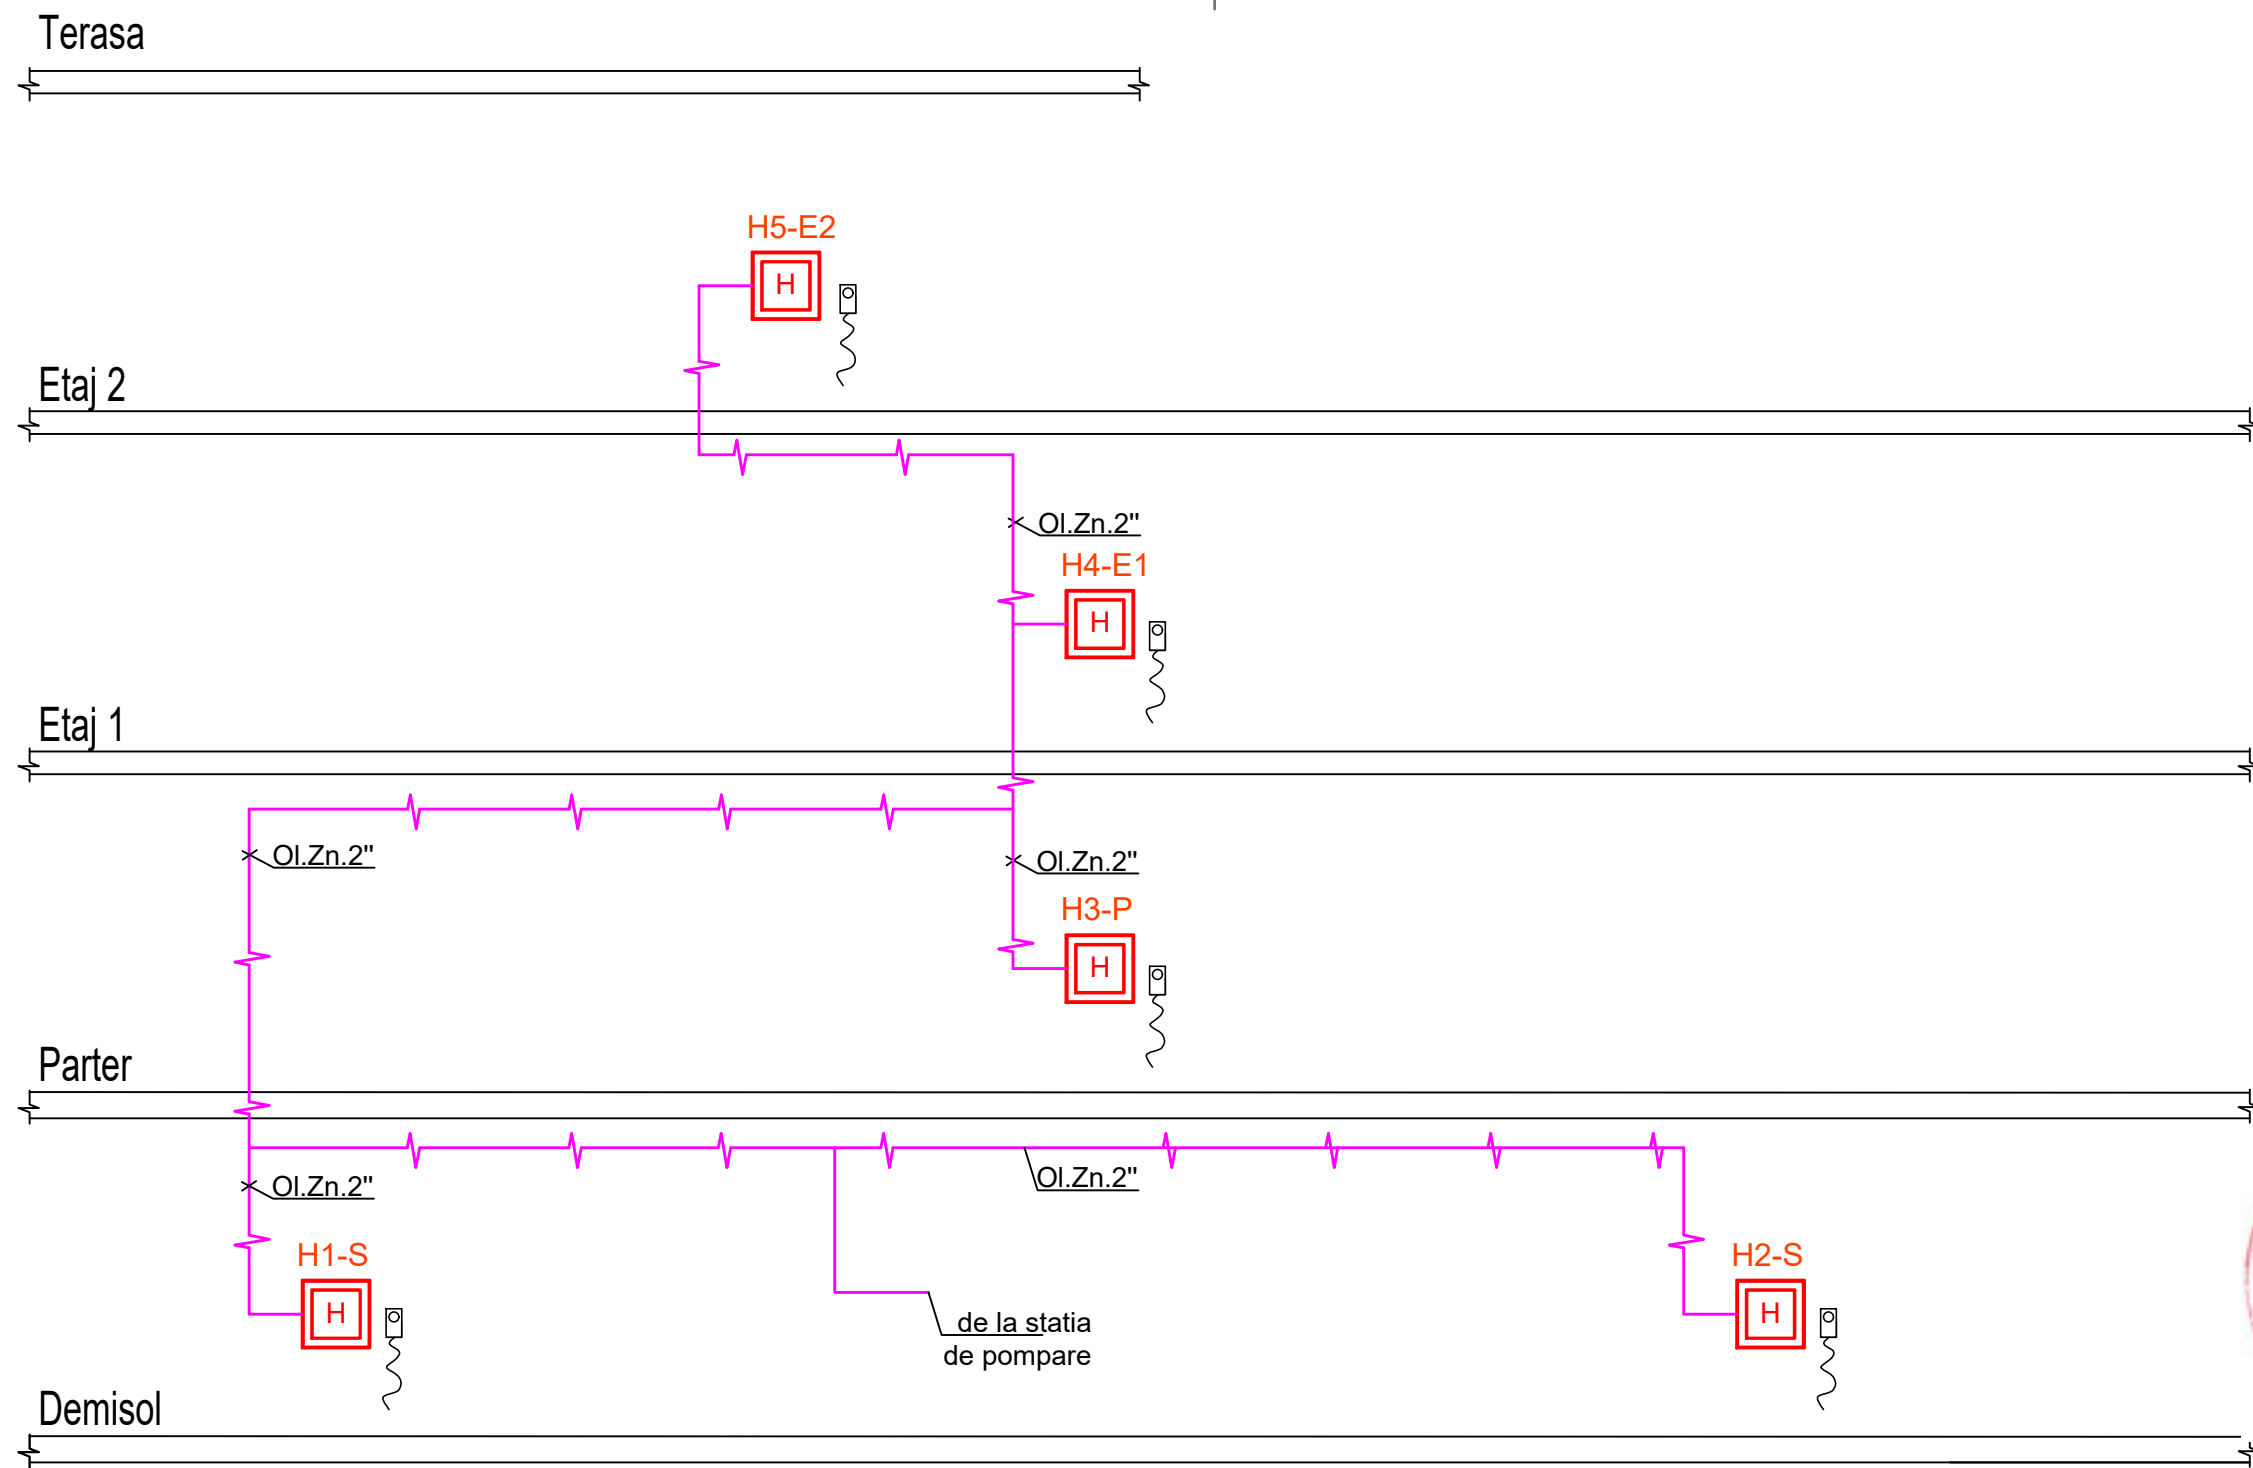 Terasa
H5-E2
H
Etaj 2
Ol.Zn.2"
H4-E1
H
Etaj 1
Ol.Zn.2"
Ol.Zn.2"
H3-P
H
Parter
Ol.Zn.2"
Ol.Zn.2"
H1-S
H2-S
H
H
de la statia
de pompare
Demisol